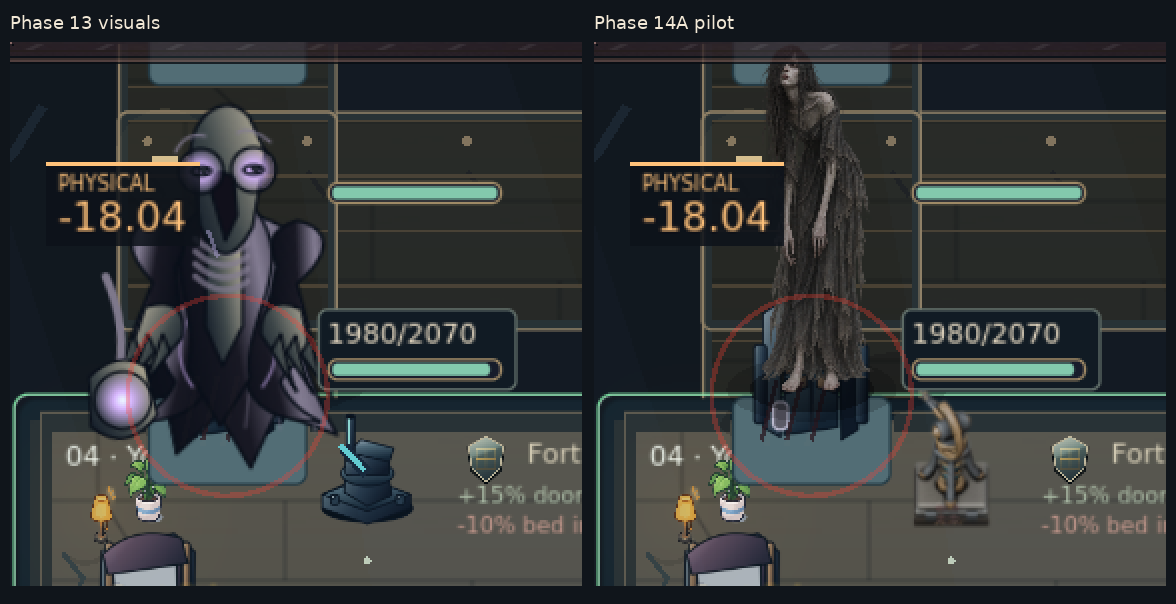 Phase 13 visuals
PHYSICAL
-18.04
1980/2070
04 · Y
Fort
+15% door
-10% bed i
Phase 14A pilot
PHYSICAL
-18.04
1980/2070
04 · Y
Fort
+15% door
-10% bed i